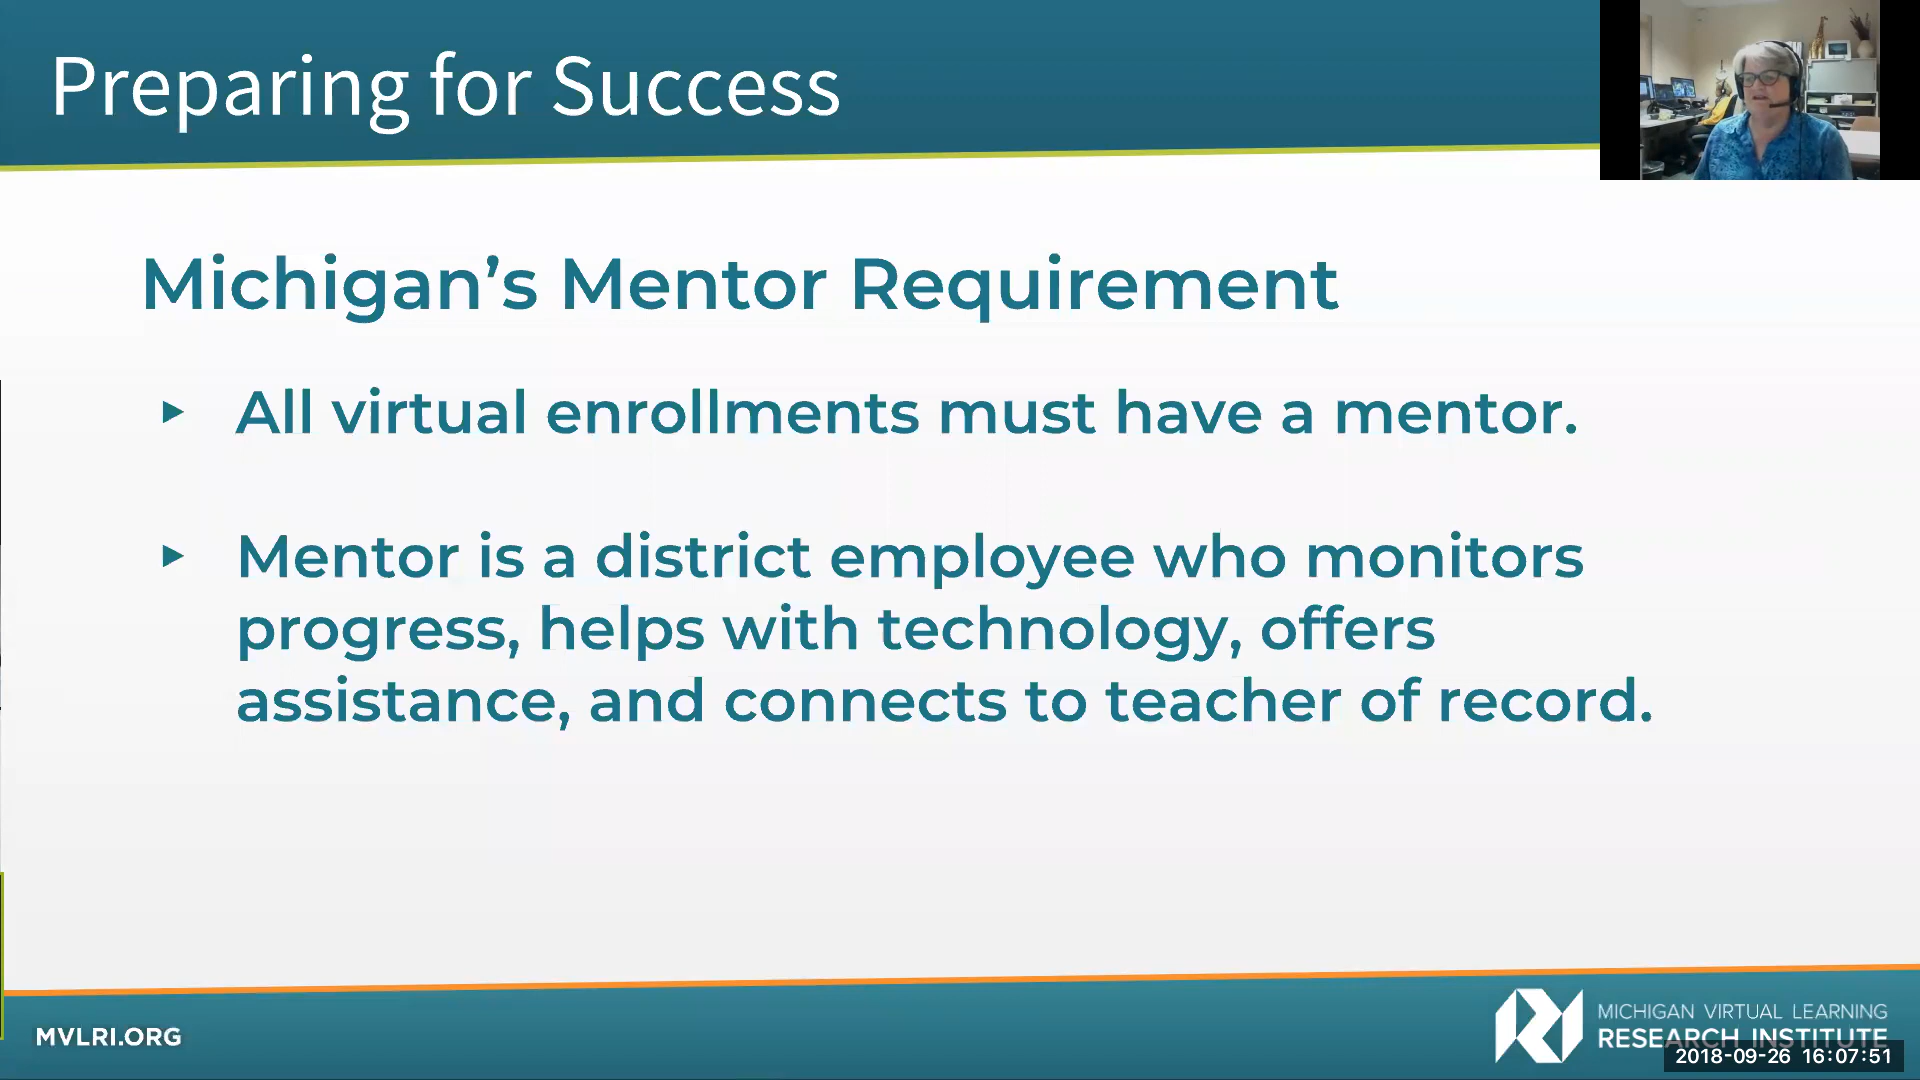 Preparing for Success
Michigan’s Mentor Requirement
▸ All virtual enrollments must have a mentor.
▸ Mentor is a district employee who monitors
progress, helps with technology, offers
assistance, and connects to teacher of record.
MVLRI.ORG
MICHIGAN VIRTUAL LEARNING
RESEARCH INSTITUTE
2018-09-26 16:07:51